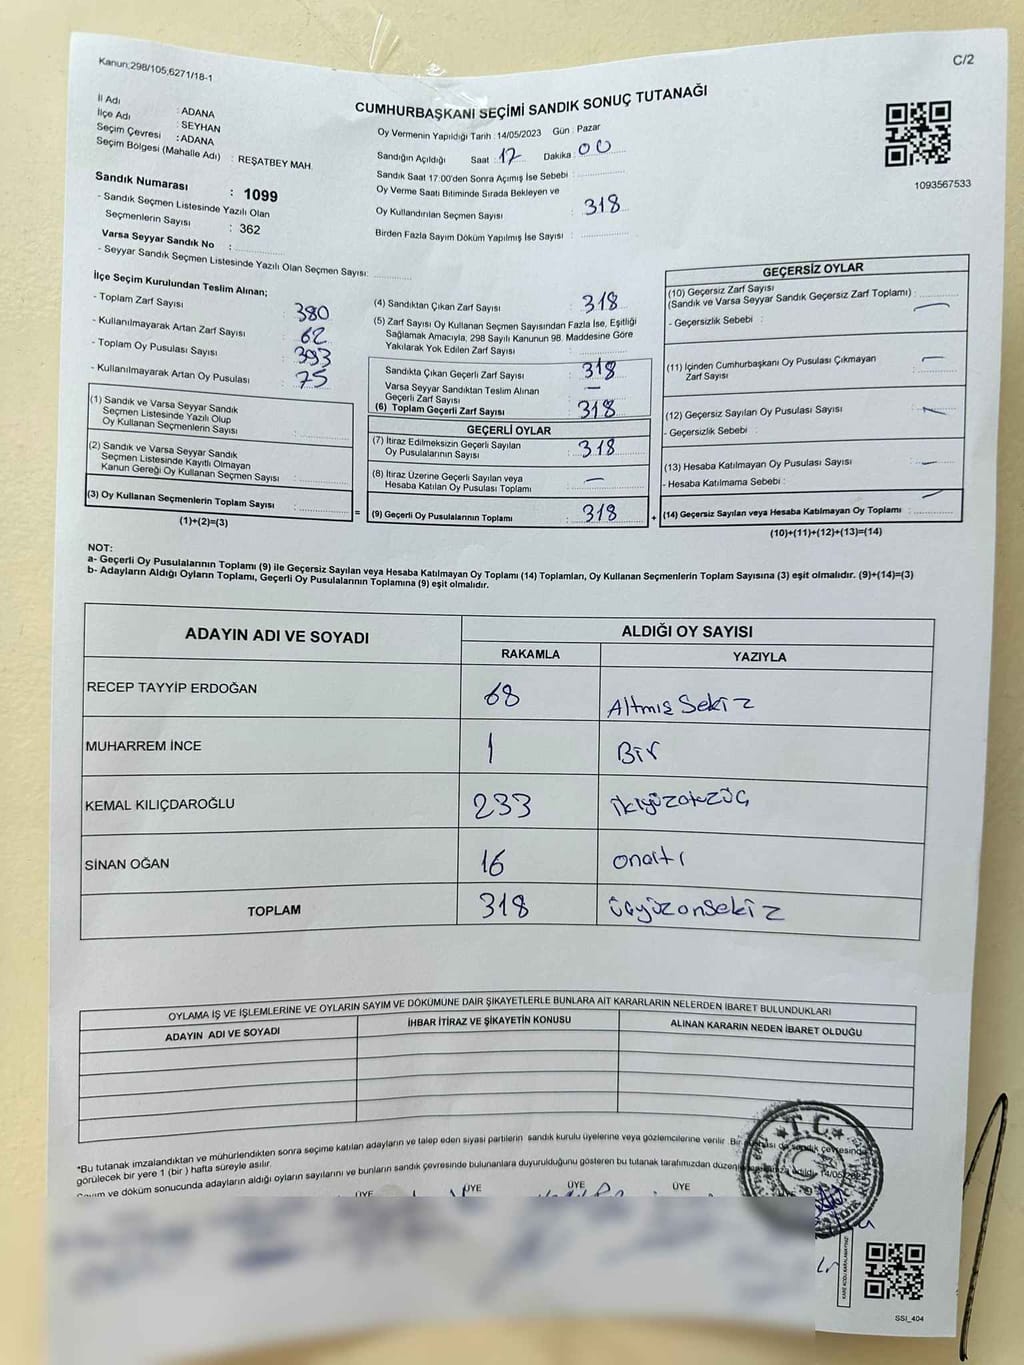 Kanun;298/105,6271/18-1
C/2
CUMHURBAŞKANI SEÇİMİ SANDIK SONUÇ TUTANAĞI
İl Adı : ADANA
İlçe Adı : SEYHAN
Seçim Çevresi : ADANA
Seçim Bölgesi (Mahalle Adı) : REŞATBEY MAH.
Sandık Numarası : 1099
- Sandık Seçmen Listesinde Yazılı Olan
Seçmenlerin Sayısı : 362
Varsa Seyyar Sandık No :
- Seyyar Sandık Seçmen Listesinde Yazılı Olan Seçmen Sayısı:
Oy Vermenin Yapıldığı Tarih : 14/05/2023 Gün : Pazar
Sandığın Açıldığı Saat : 17 Dakika : 00
Sandık Saat 17:00'den Sonra Açımış İse Sebebi :
Oy Verme Saati Bitiminde Sırada Bekleyen ve
Oy Kullandırılan Seçmen Sayısı : 318
Birden Fazla Sayım Döküm Yapılmış İse Sayısı :
1093567533
İlçe Seçim Kurulundan Teslim Alınan;
- Toplam Zarf Sayısı : 380
- Kullanılmayarak Artan Zarf Sayısı : 62
- Toplam Oy Pusulası Sayısı : 393
- Kullanılmayarak Artan Oy Pusulası : 75
(1) Sandık ve Varsa Seyyar Sandık
Seçmen Listesinde Yazılı Olup
Oy Kullanan Seçmenlerin Sayısı :
(2) Sandık ve Varsa Seyyar Sandık
Seçmen Listesinde Kayıtlı Olmayan
Kanun Gereği Oy Kullanan Seçmen Sayısı :
(3) Oy Kullanan Seçmenlerin Toplam Sayısı :
(1)+(2)=(3)
(4) Sandıktan Çıkan Zarf Sayısı : 318
(5) Zarf Sayısı Oy Kullanan Seçmen Sayısından Fazla İse, Eşitliği
Sağlamak Amacıyla, 298 Sayılı Kanunun 98. Maddesine Göre
Yakılarak Yok Edilen Zarf Sayısı :
Sandıkta Çıkan Geçerli Zarf Sayısı : 318
Varsa Seyyar Sandıktan Teslim Alınan
Geçerli Zarf Sayısı : —
(6) Toplam Geçerli Zarf Sayısı : 318
GEÇERLİ OYLAR
(7) İtiraz Edilmeksizin Geçerli Sayılan
Oy Pusulalarının Sayısı : 318
(8) İtiraz Üzerine Geçerli Sayılan veya
Hesaba Katılan Oy Pusulası Toplamı : —
= (9) Geçerli Oy Pusulalarının Toplamı : 318 +
GEÇERSİZ OYLAR
(10) Geçersiz Zarf Sayısı
(Sandık ve Varsa Seyyar Sandık Geçersiz Zarf Toplamı) : —
- Geçersizlik Sebebi :
(11) İçinden Cumhurbaşkanı Oy Pusulası Çıkmayan
Zarf Sayısı : —
(12) Geçersiz Sayılan Oy Pusulası Sayısı : —
- Geçersizlik Sebebi :
(13) Hesaba Katılmayan Oy Pusulası Sayısı : —
- Hesaba Katılmama Sebebi :
(14) Geçersiz Sayılan veya Hesaba Katılmayan Oy Toplamı : —
(10)+(11)+(12)+(13)=(14)
NOT:
a- Geçerli Oy Pusulalarının Toplamı (9) ile Geçersiz Sayılan veya Hesaba Katılmayan Oy Toplamı (14) Toplamları, Oy Kullanan Seçmenlerin Toplam Sayısına (3) eşit olmalıdır. (9)+(14)=(3)
b- Adayların Aldığı Oyların Toplamı, Geçerli Oy Pusulalarının Toplamına (9) eşit olmalıdır.
ADAYIN ADI VE SOYADI ALDIĞI OY SAYISI
RAKAMLA YAZIYLA
RECEP TAYYİP ERDOĞAN 68 Altmış Sekiz
MUHARREM İNCE 1 Bir
KEMAL KILIÇDAROĞLU 233 ikiyüzotuzüç
SİNAN OĞAN 16 onaltı
TOPLAM 318 üçyüzonsekiz
OYLAMA İŞ VE İŞLEMLERİNE VE OYLARIN SAYIM VE DÖKÜMÜNE DAİR ŞİKAYETLERLE BUNLARA AİT KARARLARIN NELERDEN İBARET BULUNDUKLARI
ADAYIN ADI VE SOYADI İHBAR İTİRAZ VE ŞİKAYETİN KONUSU ALINAN KARARIN NEDEN İBARET OLDUĞU
*Bu tutanak imzalandıktan ve mühürlendikten sonra seçime katılan adayların ve talep eden siyasi partilerin sandık kurulu üyelerine veya gözlemcilerine verilir. Bir
görülecek bir yere 1 (bir) hafta süreyle asılır.
Sayım ve döküm sonucunda adayların aldığı oyların sayılarını ve bunların sandık çevresinde bulunanlara duyurulduğunu gösteren bu tutanak tarafımızdan
ÜYE ÜYE ÜYE ÜYE
T.C.
SSI_404